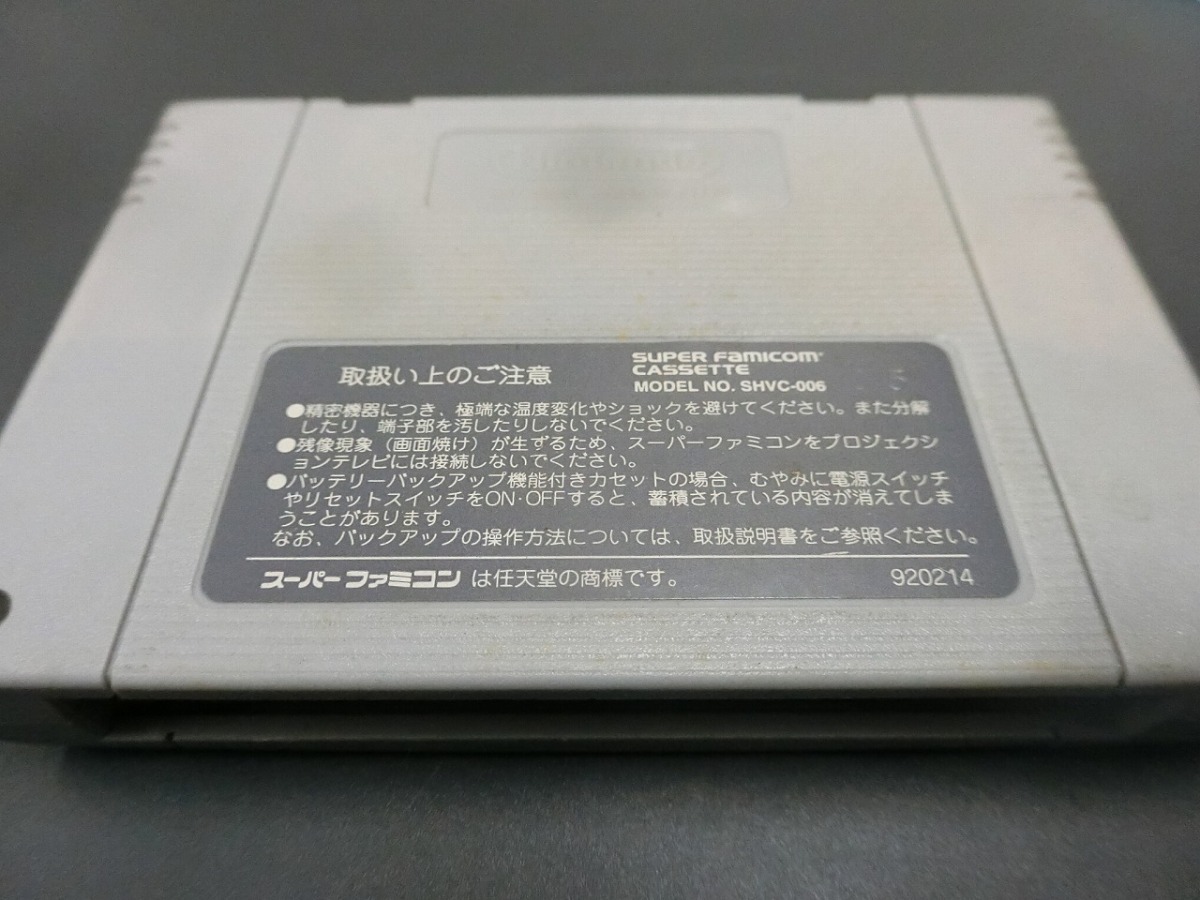 取扱い上のご注意
SUPER FAMICOM
CASSETTE
MODEL NO. SHVC-006
●精密機器につき、極端な温度変化やショックを避けてください。また分解
したり、端子部を汚したりしないでください。
●残像現象（画面焼け）が生ずるため、スーパーファミコンをプロジェクシ
ョンテレビには接続しないでください。
●バッテリーバックアップ機能付きカセットの場合、むやみに電源スイッチ
やリセットスイッチをON・OFFすると、蓄積されている内容が消えてしま
うことがあります。
なお、バックアップの操作方法については、取扱説明書をご参照ください。
スーパーファミコン は任天堂の商標です。
920214